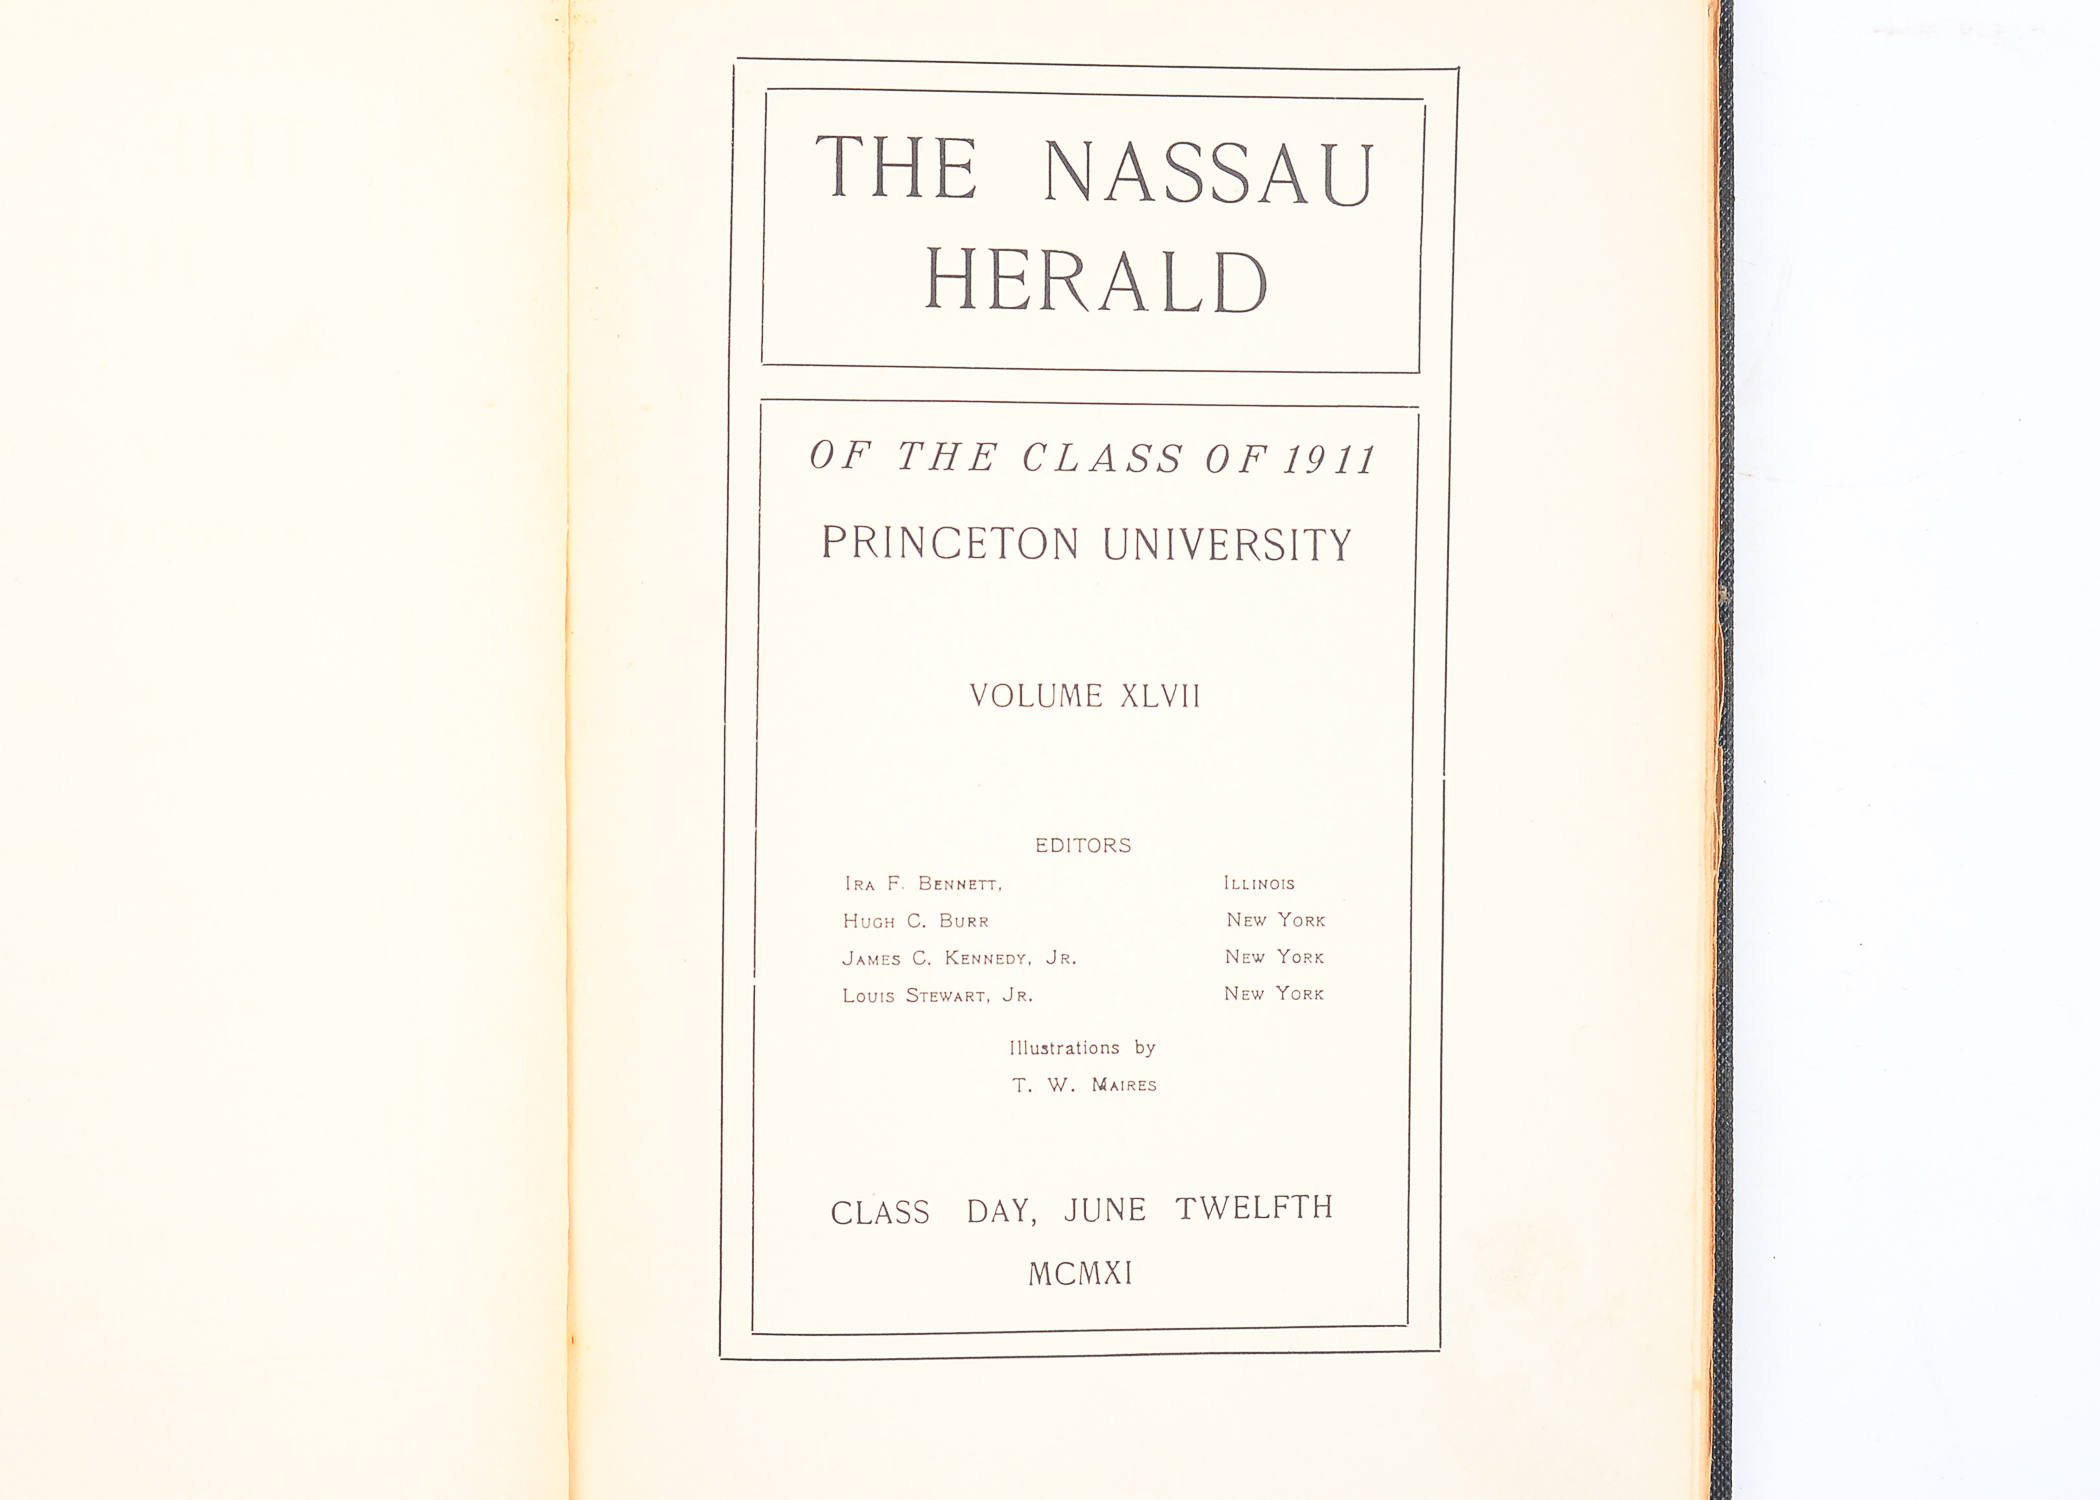 THE NASSAU
HERALD
OF THE CLASS OF 1911
PRINCETON UNIVERSITY
VOLUME XLVII
EDITORS
IRA F. BENNETT, ILLINOIS
HUGH C. BURR NEW YORK
JAMES C. KENNEDY, JR. NEW YORK
LOUIS STEWART, JR. NEW YORK
Illustrations by
T. W. MAIRES
CLASS DAY, JUNE TWELFTH
MCMXI